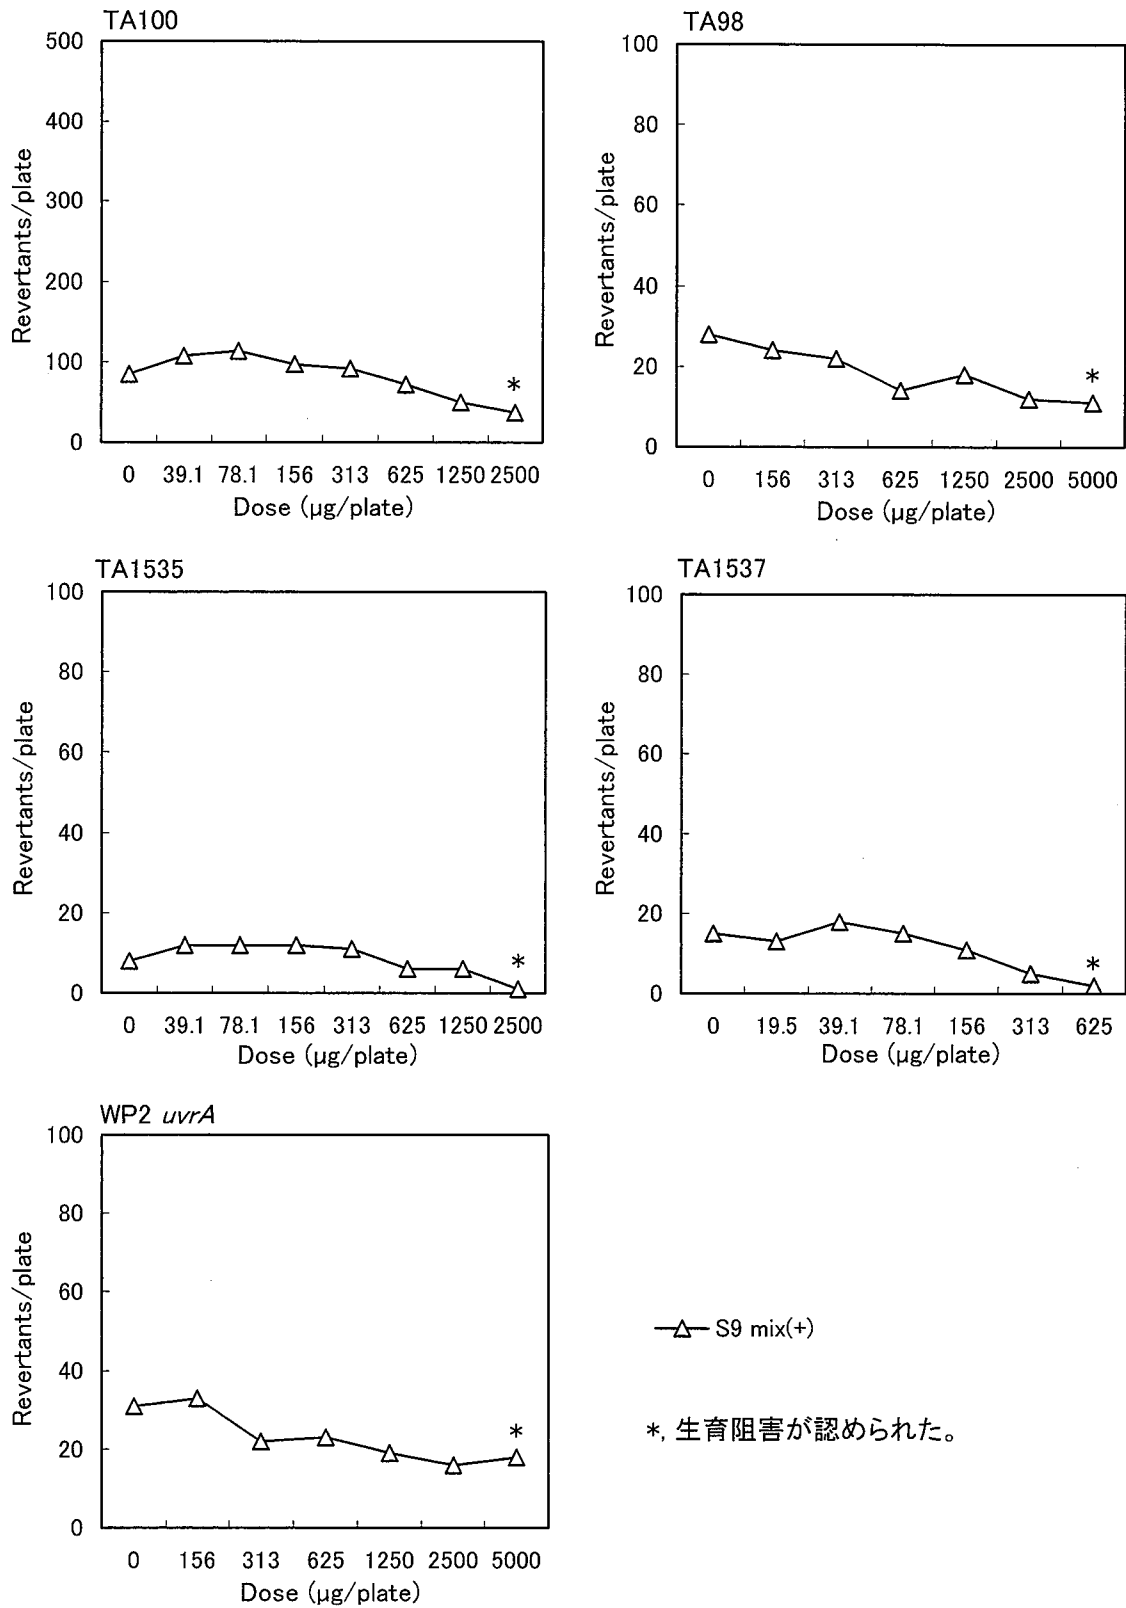 TA100
500
400
300
200
100
0
Revertants/plate
*
0 39.1 78.1 156 313 625 1250 2500
Dose (μg/plate)
TA98
100
80
60
40
20
0
Revertants/plate
*
0 156 313 625 1250 2500 5000
Dose (μg/plate)
TA1535
100
80
60
40
20
0
Revertants/plate
*
0 39.1 78.1 156 313 625 1250 2500
Dose (μg/plate)
TA1537
100
80
60
40
20
0
Revertants/plate
*
0 19.5 39.1 78.1 156 313 625
Dose (μg/plate)
WP2 uvrA
100
80
60
40
20
0
Revertants/plate
*
0 156 313 625 1250 2500 5000
Dose (μg/plate)
S9 mix(+)
*, 生育阻害が認められた。